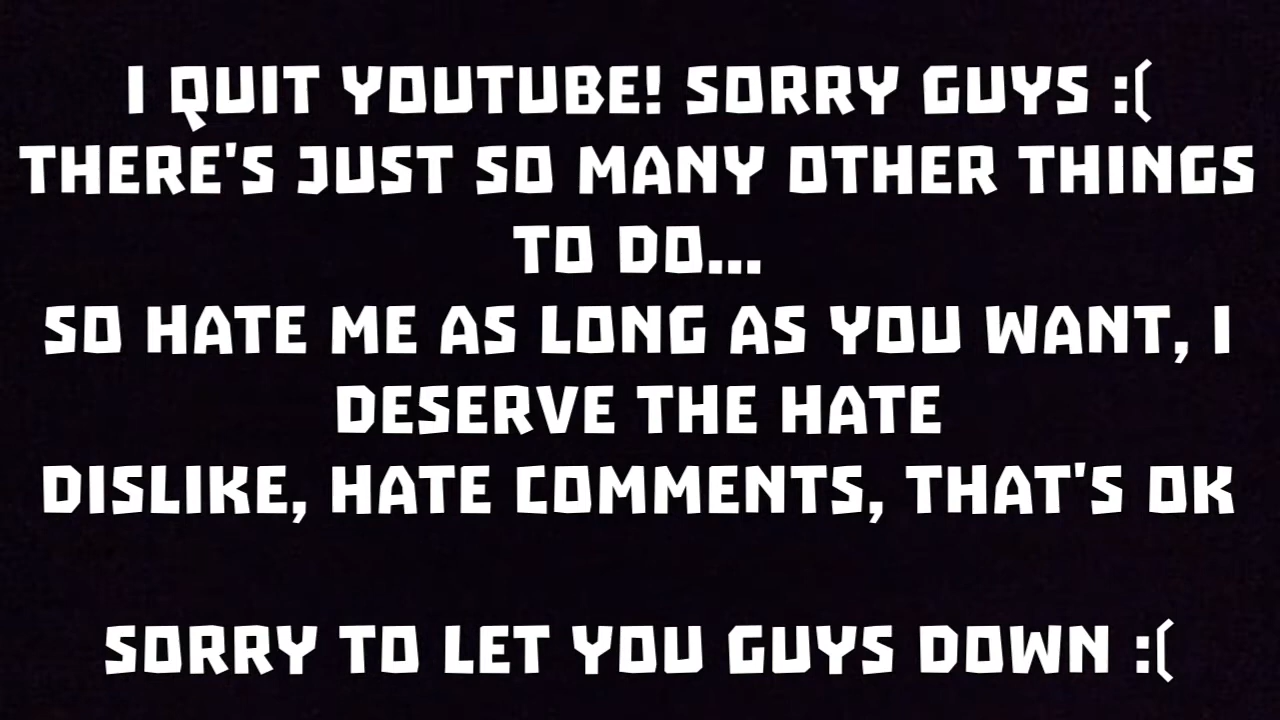 I QUIT YOUTUBE! SORRY GUYS :(
THERE'S JUST SO MANY OTHER THINGS
TO DO...
SO HATE ME AS LONG AS YOU WANT, I
DESERVE THE HATE
DISLIKE, HATE COMMENTS, THAT'S OK
SORRY TO LET YOU GUYS DOWN :(